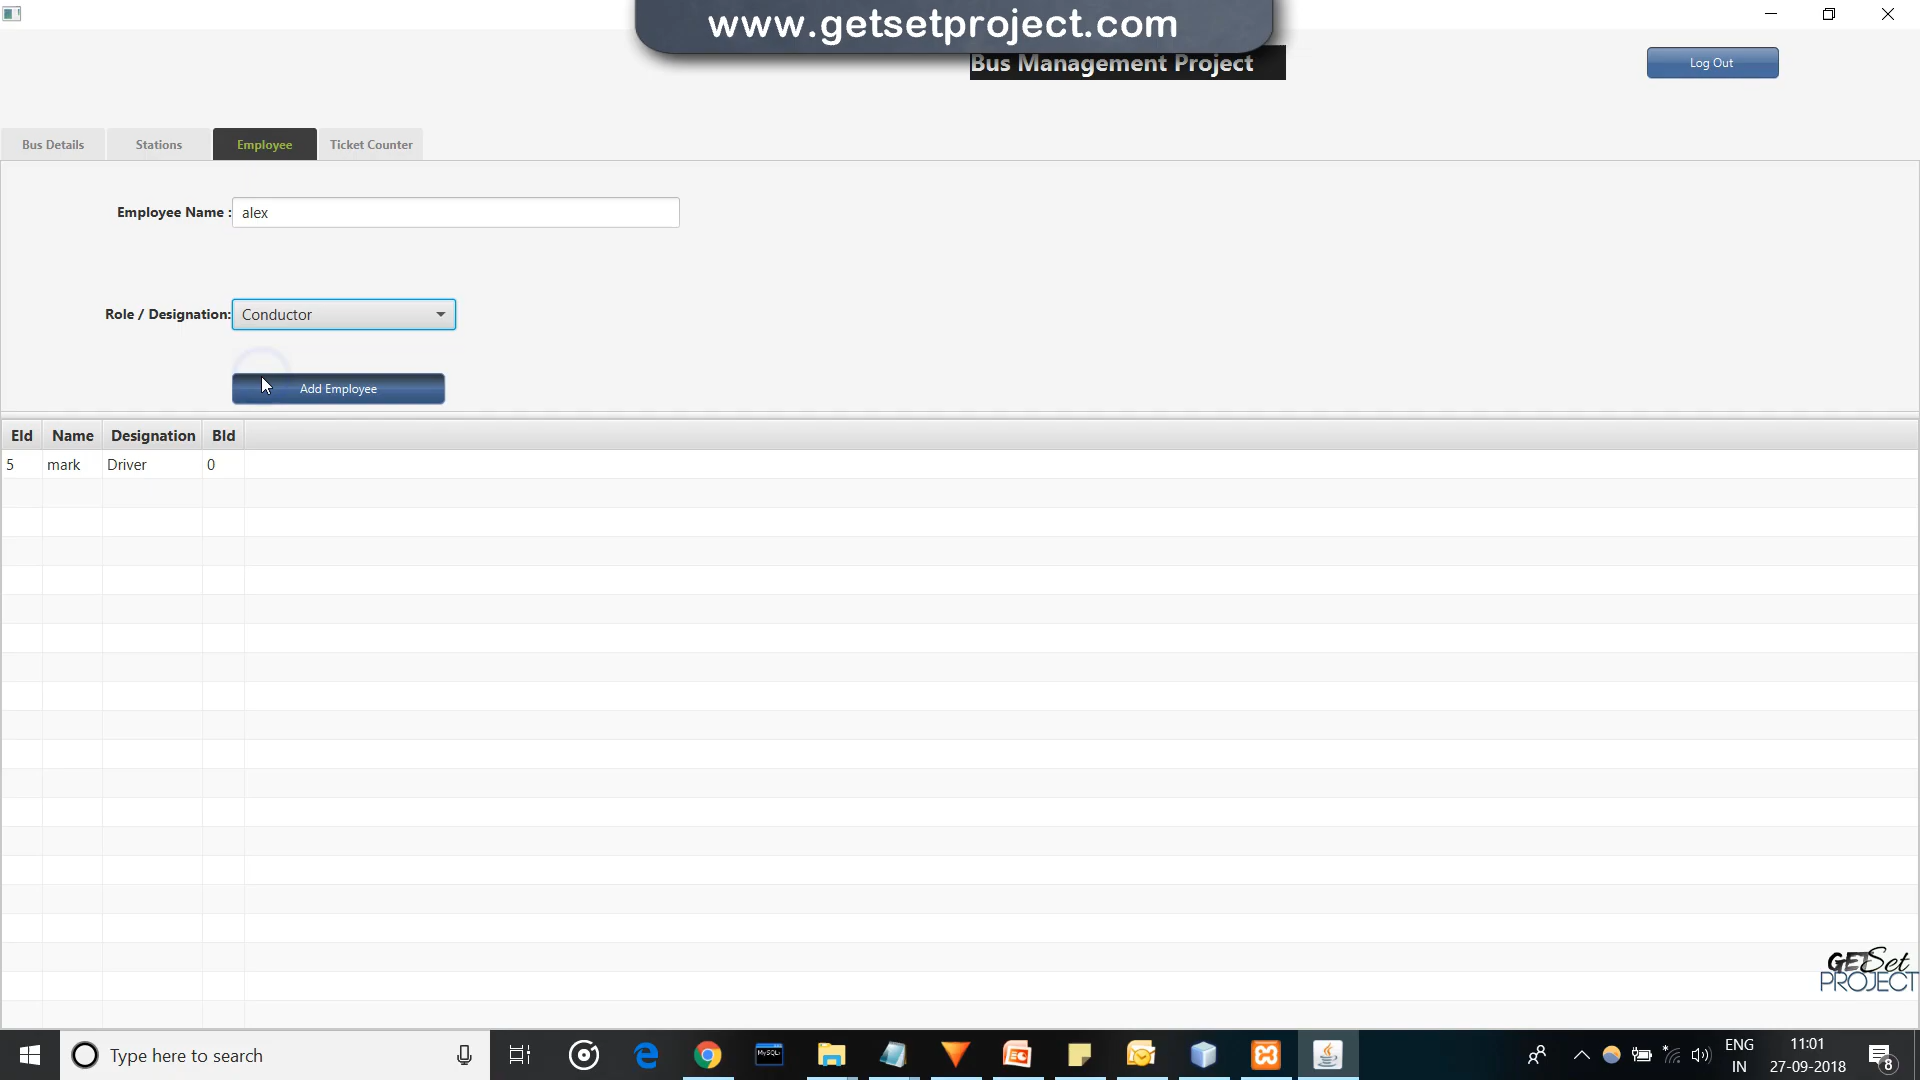 www.getsetproject.com
Bus Management Project
Log Out
Bus Details Stations Employee Ticket Counter
Employee Name : alex
Role / Designation: Conductor
Add Employee
EId Name Designation BId
5 mark Driver 0
GETSet
PROJECT
Type here to search
MySQL
ENG
IN
11:01
27-09-2018
8